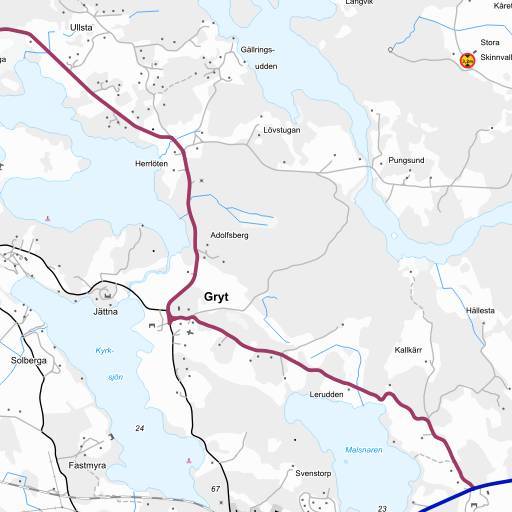 Långvik
Ullsta
Stora
Skinnvall
Gällrings-
udden
Lövstugan
Herrlöten
Pungsund
Adolfsberg
Gryt
Jättna
Hällesta
Kyrk-
sjön
Kallkärr
Solberga
Lerudden
24
Malsnaren
Fastmyra
Svenstorp
67
23